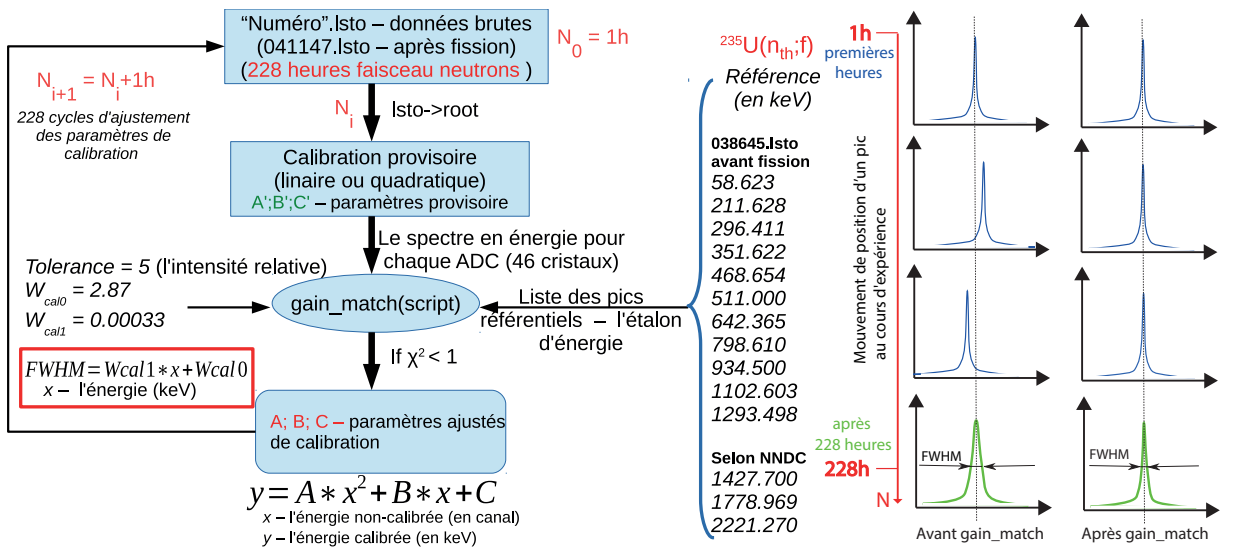 “Numéro”.lsto – données brutes
(041147.lsto – après fission)
(228 heures faisceau neutrons )
N0 = 1h
Ni+1 = Ni+1h
228 cycles d'ajustement
des paramètres de
calibration
Ni
lsto->root
Calibration provisoire
(linaire ou quadratique)
A';B';C' – paramètres provisoire
Le spectre en énergie pour
chaque ADC (46 cristaux)
Tolerance = 5 (l'intensité relative)
Wcal0 = 2.87
Wcal1 = 0.00033
gain_match(script)
Liste des pics
référentiels – l'étalon
d'énergie
FWHM=Wcal1*x+Wcal0
x – l'énergie (keV)
If χ² < 1
A; B; C – paramètres ajustés
de calibration
y=A∗x²+B∗x+C
x – l'énergie non-calibrée (en canal)
y – l'énergie calibrée (en keV)
²³⁵U(nth;f)
Référence
(en keV)
038645.lsto
avant fission
58.623
211.628
296.411
351.622
468.654
511.000
642.365
798.610
934.500
1102.603
1293.498
Selon NNDC
1427.700
1778.969
2221.270
1h
premières
heures
Mouvement de position d'un pic
au cours d'expérience
après
228 heures
228h
N
FWHM
FWHM
Avant gain_match
Après gain_match